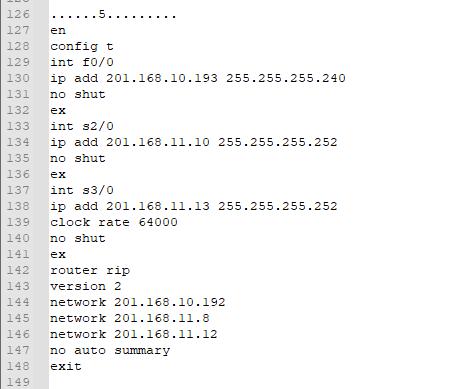 126 ......5.........
127 en
128 config t
129 int f0/0
130 ip add 201.168.10.193 255.255.255.240
131 no shut
132 ex
133 int s2/0
134 ip add 201.168.11.10 255.255.255.252
135 no shut
136 ex
137 int s3/0
138 ip add 201.168.11.13 255.255.255.252
139 clock rate 64000
140 no shut
141 ex
142 router rip
143 version 2
144 network 201.168.10.192
145 network 201.168.11.8
146 network 201.168.11.12
147 no auto summary
148 exit
149